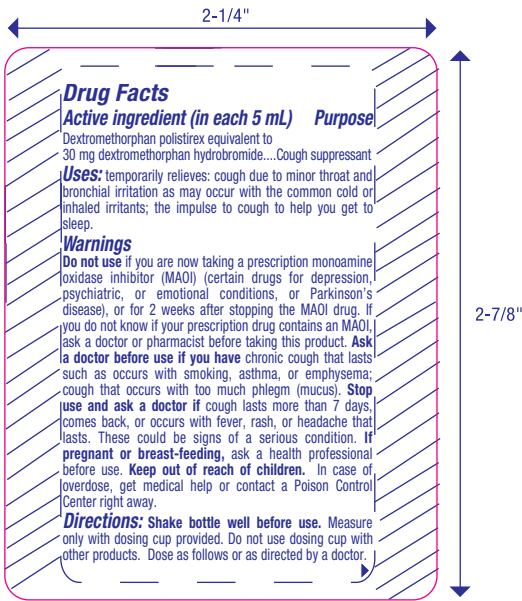 2-1/4"
Drug Facts
Active ingredient (in each 5 mL) Purpose
Dextromethorphan polistirex equivalent to
30 mg dextromethorphan hydrobromide....Cough suppressant
Uses: temporarily relieves: cough due to minor throat and
bronchial irritation as may occur with the common cold or
inhaled irritants; the impulse to cough to help you get to
sleep.
Warnings
Do not use if you are now taking a prescription monoamine
oxidase inhibitor (MAOI) (certain drugs for depression,
psychiatric, or emotional conditions, or Parkinson's
disease), or for 2 weeks after stopping the MAOI drug. If
you do not know if your prescription drug contains an MAOI,
ask a doctor or pharmacist before taking this product. Ask
a doctor before use if you have chronic cough that lasts
such as occurs with smoking, asthma, or emphysema;
cough that occurs with too much phlegm (mucus). Stop
use and ask a doctor if cough lasts more than 7 days,
comes back, or occurs with fever, rash, or headache that
lasts. These could be signs of a serious condition. If
pregnant or breast-feeding, ask a health professional
before use. Keep out of reach of children. In case of
overdose, get medical help or contact a Poison Control
Center right away.
Directions: Shake bottle well before use. Measure
only with dosing cup provided. Do not use dosing cup with
other products. Dose as follows or as directed by a doctor.
2-7/8"